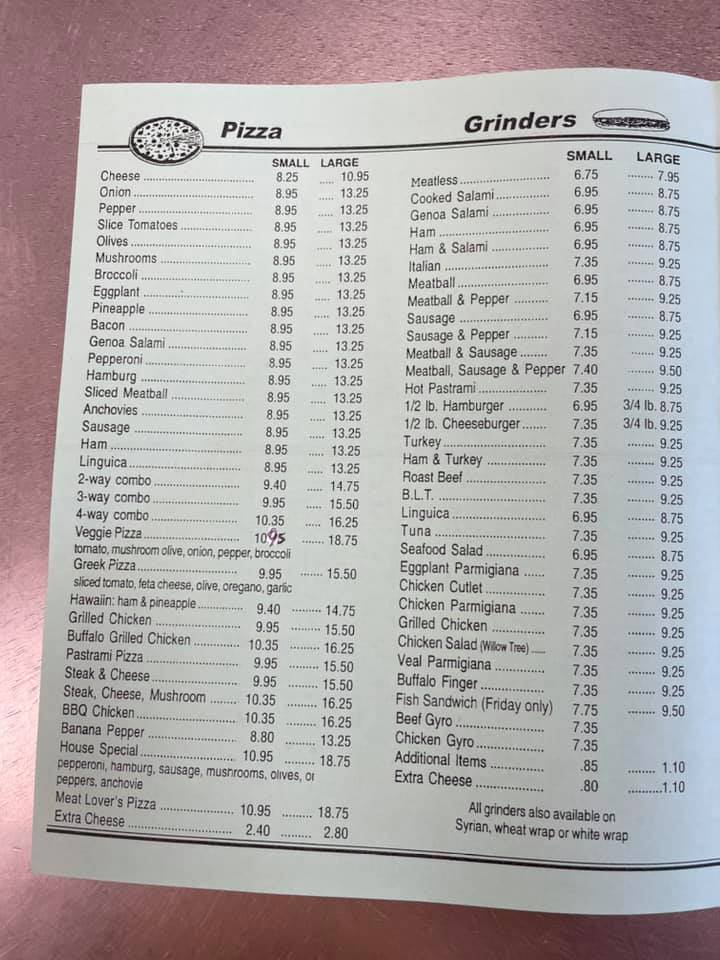 Pizza
SMALL LARGE
Cheese 8.25 10.95
Onion 8.95 13.25
Pepper 8.95 13.25
Slice Tomatoes 8.95 13.25
Olives 8.95 13.25
Mushrooms 8.95 13.25
Broccoli 8.95 13.25
Eggplant 8.95 13.25
Pineapple 8.95 13.25
Bacon 8.95 13.25
Genoa Salami 8.95 13.25
Pepperoni 8.95 13.25
Hamburg 8.95 13.25
Sliced Meatball 8.95 13.25
Anchovies 8.95 13.25
Sausage 8.95 13.25
Ham 8.95 13.25
Linguica 8.95 13.25
2-way combo 9.40 14.75
3-way combo 9.95 15.50
4-way combo 10.35 16.25
Veggie Pizza 10.95 18.75
tomato, mushroom olive, onion, pepper, broccoli
Greek Pizza 9.95 15.50
sliced tomato, feta cheese, olive, oregano, garlic
Hawaiin: ham & pineapple 9.40 14.75
Grilled Chicken 9.95 15.50
Buffalo Grilled Chicken 10.35 16.25
Pastrami Pizza 9.95 15.50
Steak & Cheese 9.95 15.50
Steak, Cheese, Mushroom 10.35 16.25
BBQ Chicken 10.35 16.25
Banana Pepper 8.80 13.25
House Special 10.95 18.75
pepperoni, hamburg, sausage, mushrooms, olives, or
peppers, anchovie
Meat Lover's Pizza 10.95 18.75
Extra Cheese 2.40 2.80
Grinders
SMALL LARGE
Meatless 6.75 7.95
Cooked Salami 6.95 8.75
Genoa Salami 6.95 8.75
Ham 6.95 8.75
Ham & Salami 6.95 8.75
Italian 7.35 9.25
Meatball 6.95 8.75
Meatball & Pepper 7.15 9.25
Sausage 6.95 8.75
Sausage & Pepper 7.15 9.25
Meatball & Sausage 7.35 9.25
Meatball, Sausage & Pepper 7.40 9.50
Hot Pastrami 7.35 9.25
1/2 lb. Hamburger 6.95 3/4 lb. 8.75
1/2 lb. Cheeseburger 7.35 3/4 lb. 9.25
Turkey 7.35 9.25
Ham & Turkey 7.35 9.25
Roast Beef 7.35 9.25
B.L.T. 7.35 9.25
Linguica 6.95 8.75
Tuna 7.35 9.25
Seafood Salad 6.95 8.75
Eggplant Parmigiana 7.35 9.25
Chicken Cutlet 7.35 9.25
Chicken Parmigiana 7.35 9.25
Grilled Chicken 7.35 9.25
Chicken Salad (Willow Tree) 7.35 9.25
Veal Parmigiana 7.35 9.25
Buffalo Finger 7.35 9.25
Fish Sandwich (Friday only) 7.75 9.50
Beef Gyro 7.35
Chicken Gyro 7.35
Additional Items .85 1.10
Extra Cheese .80 1.10
All grinders also available on
Syrian, wheat wrap or white wrap